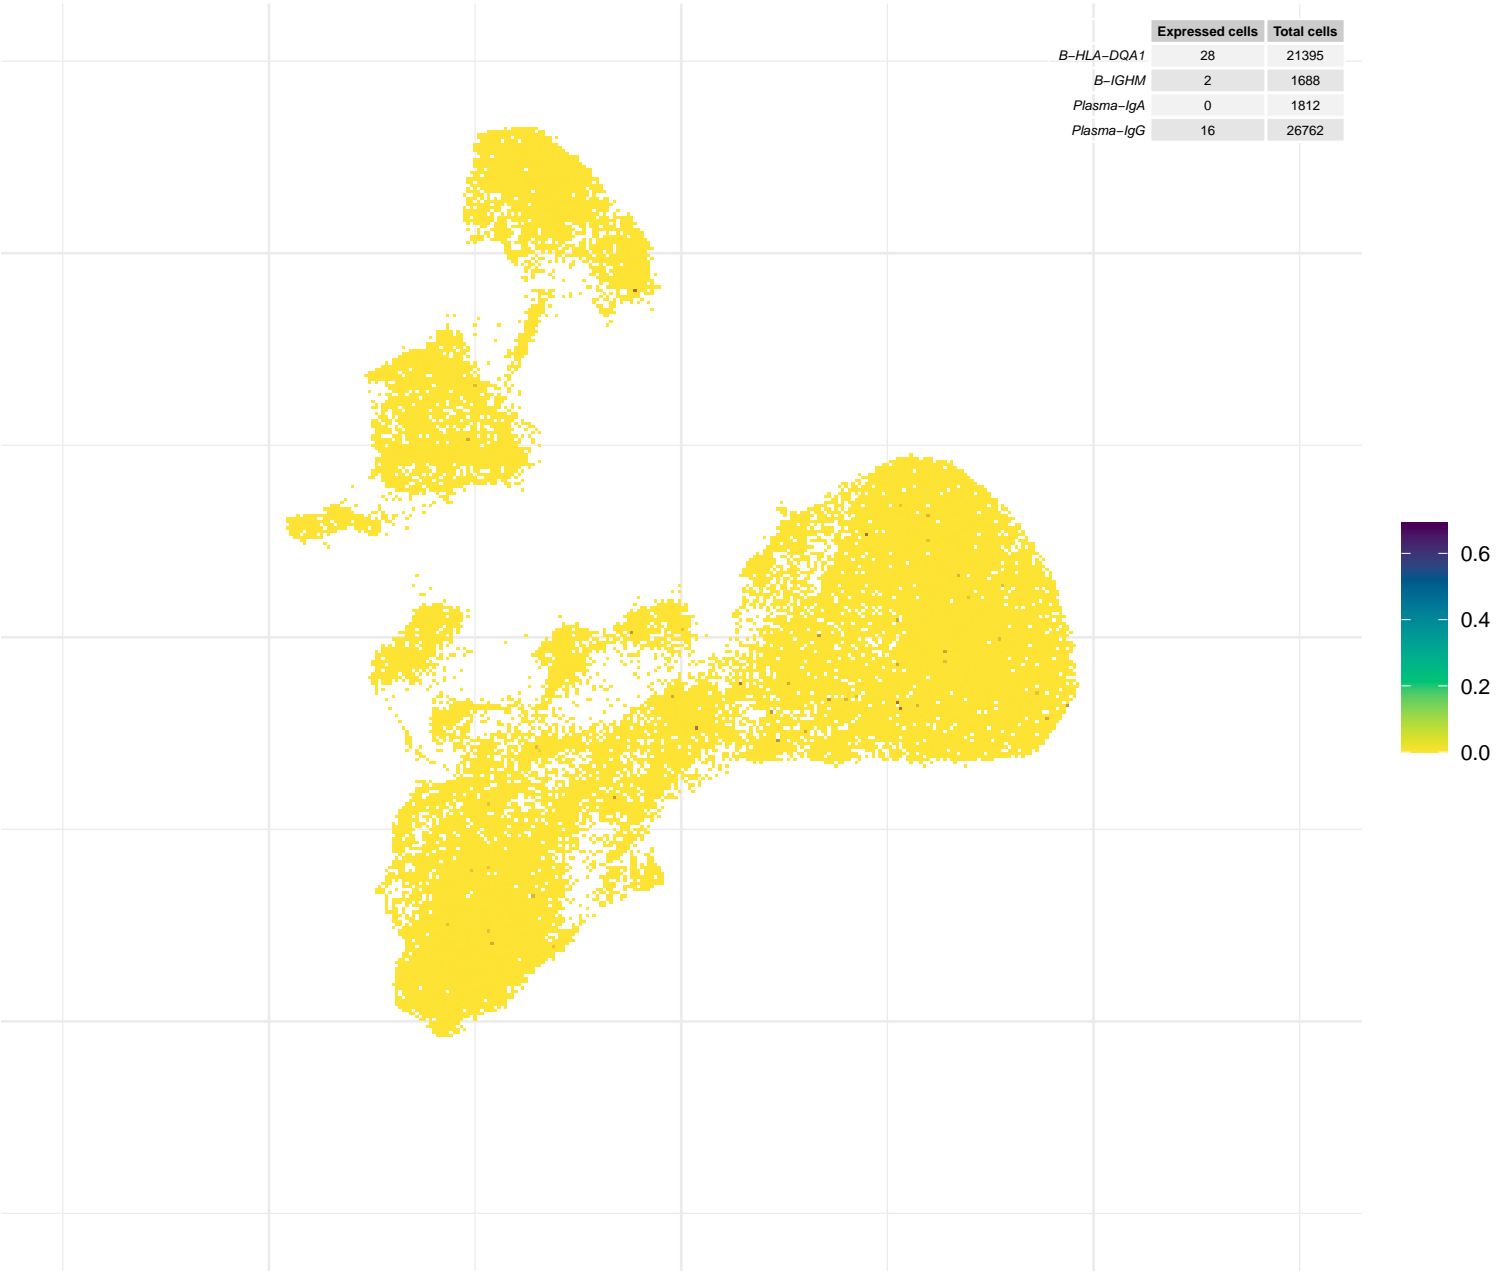 Expressed cells Total cells
B−HLA−DQA1 28 21395
B−IGHM 2 1688
Plasma−IgA 0 1812
Plasma−IgG 16 26762
0.6
0.4
0.2
0.0